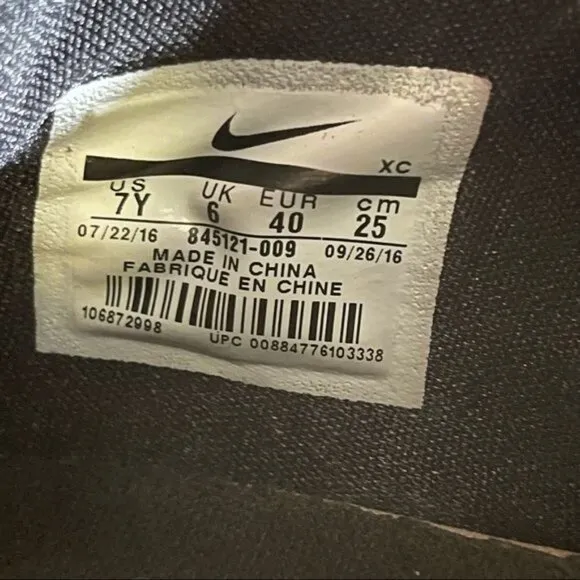 XC
US UK EUR cm
7Y 6 40 25
07/22/16 845121-009 09/26/16
MADE IN CHINA
FABRIQUE EN CHINE
106872998
UPC 00884776103338